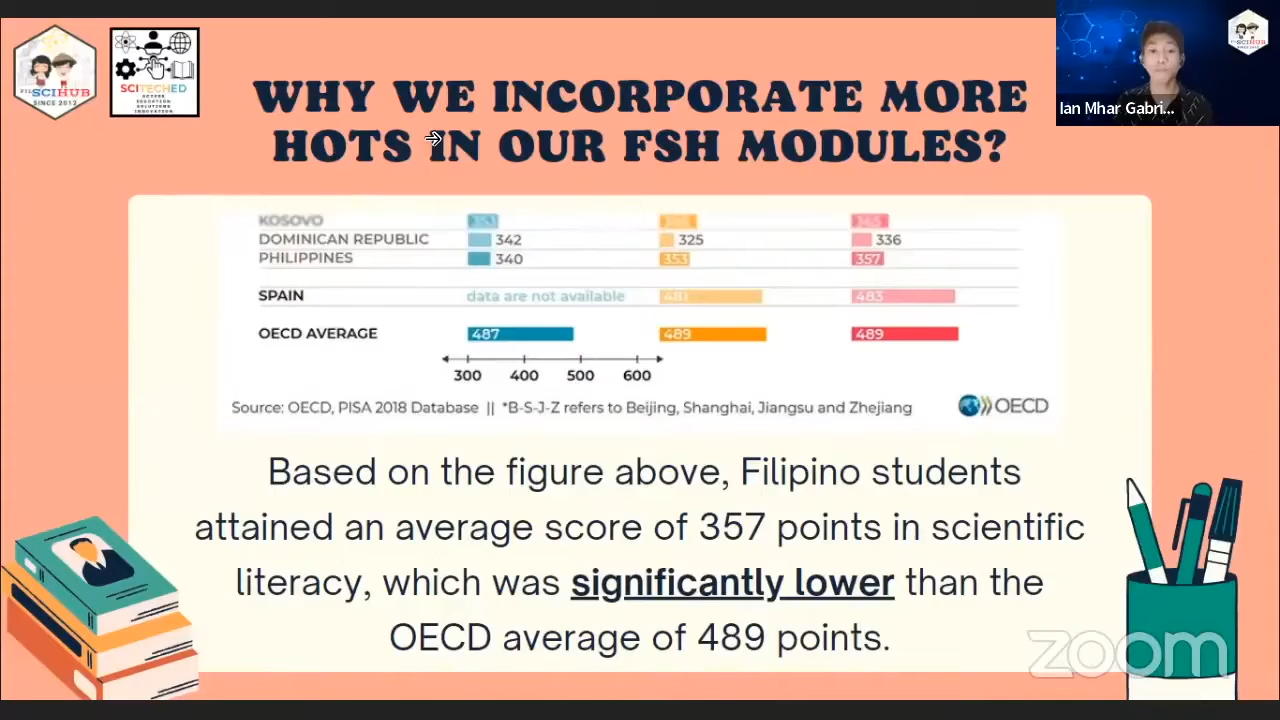 SCIHUB
SINCE 2012
SCITECHED
WHY WE INCORPORATE MORE
HOTS IN OUR FSH MODULES?
Ian Mhar Gabri...
KOSOVO 353 365
DOMINICAN REPUBLIC 342 325 336
PHILIPPINES 340 353 357
SPAIN data are not available 481 483
OECD AVERAGE 487 489 489
300 400 500 600
Source: OECD, PISA 2018 Database || *B-S-J-Z refers to Beijing, Shanghai, Jiangsu and Zhejiang
OECD
Based on the figure above, Filipino students
attained an average score of 357 points in scientific
literacy, which was significantly lower than the
OECD average of 489 points.
zoom